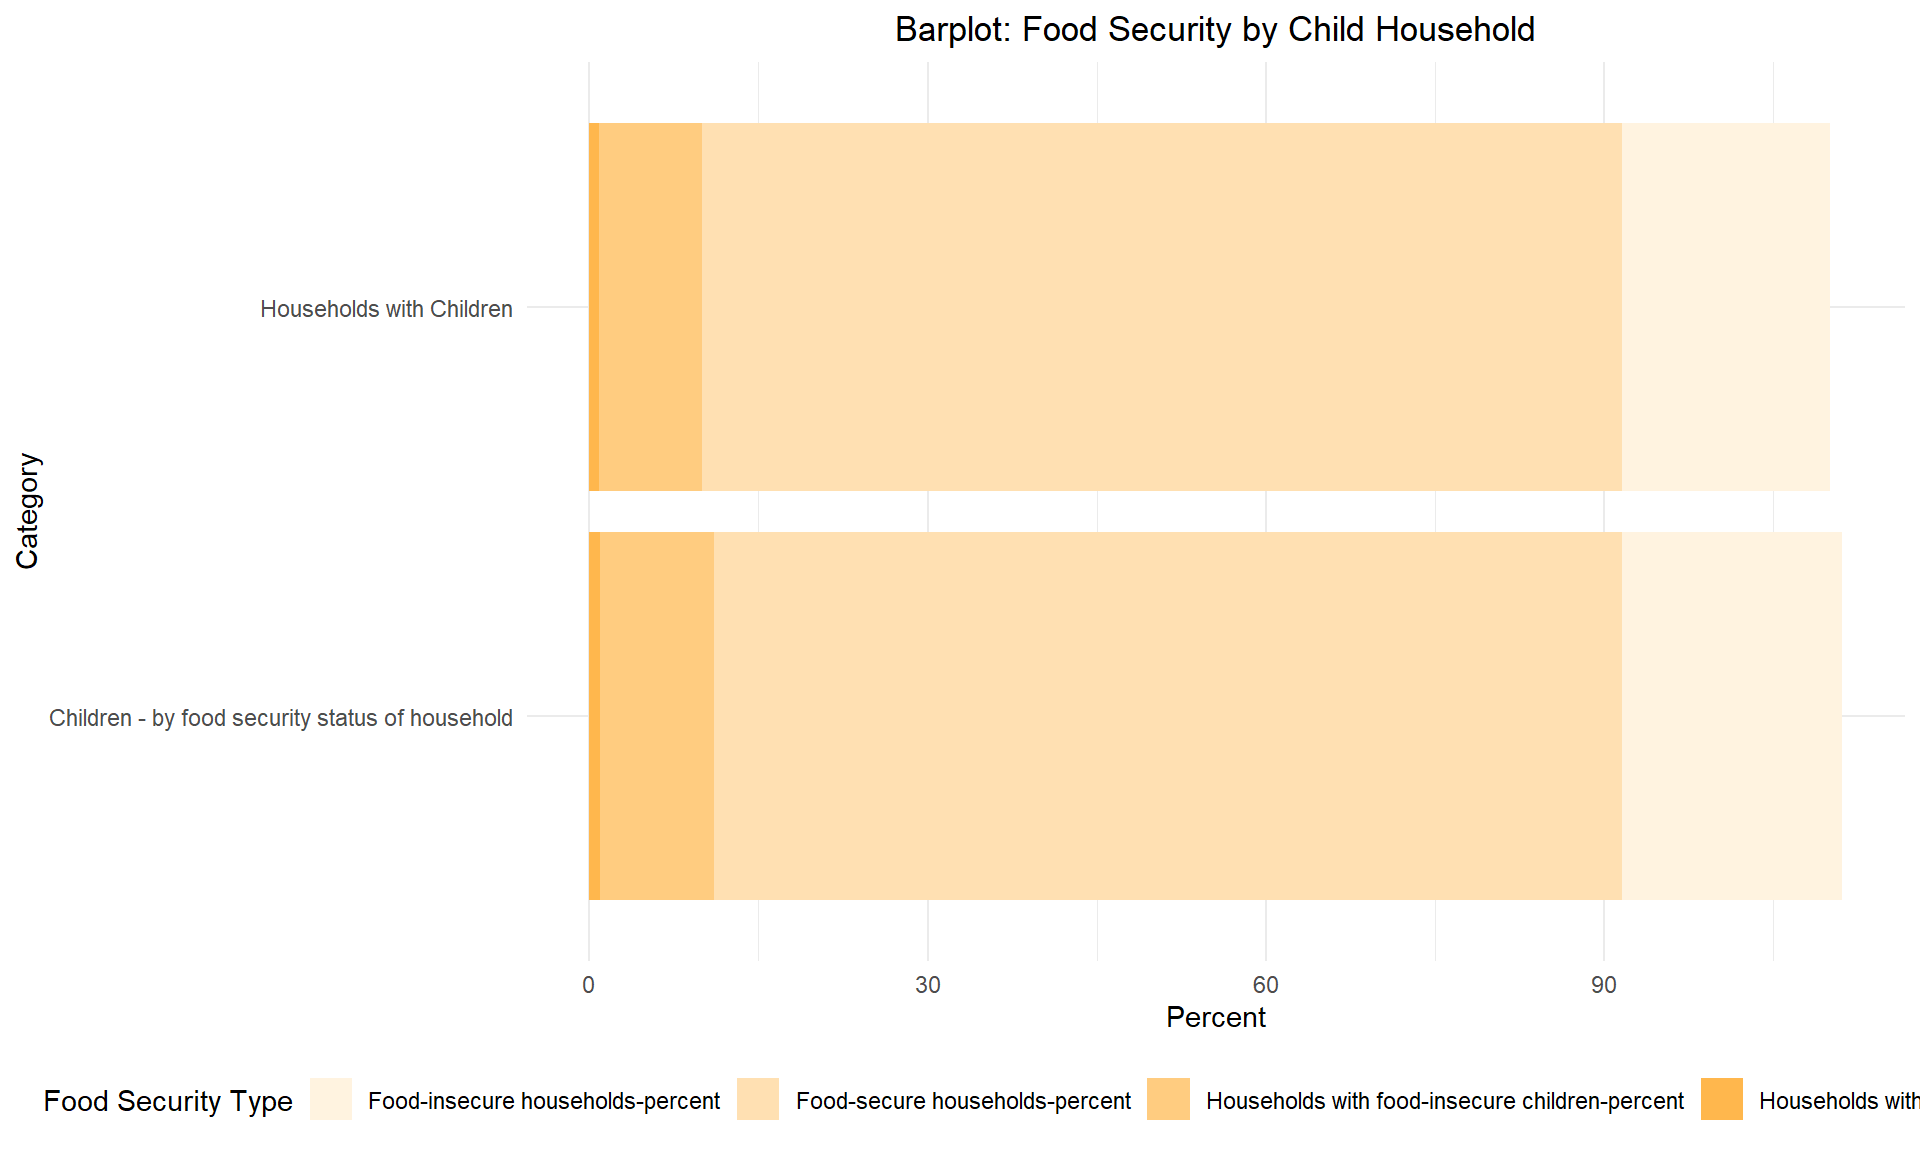 Barplot: Food Security by Child Household
Category
Households with Children
Children - by food security status of household
0 30 60 90
Percent
Food Security Type Food-insecure households-percent Food-secure households-percent Households with food-insecure children-percent Households with